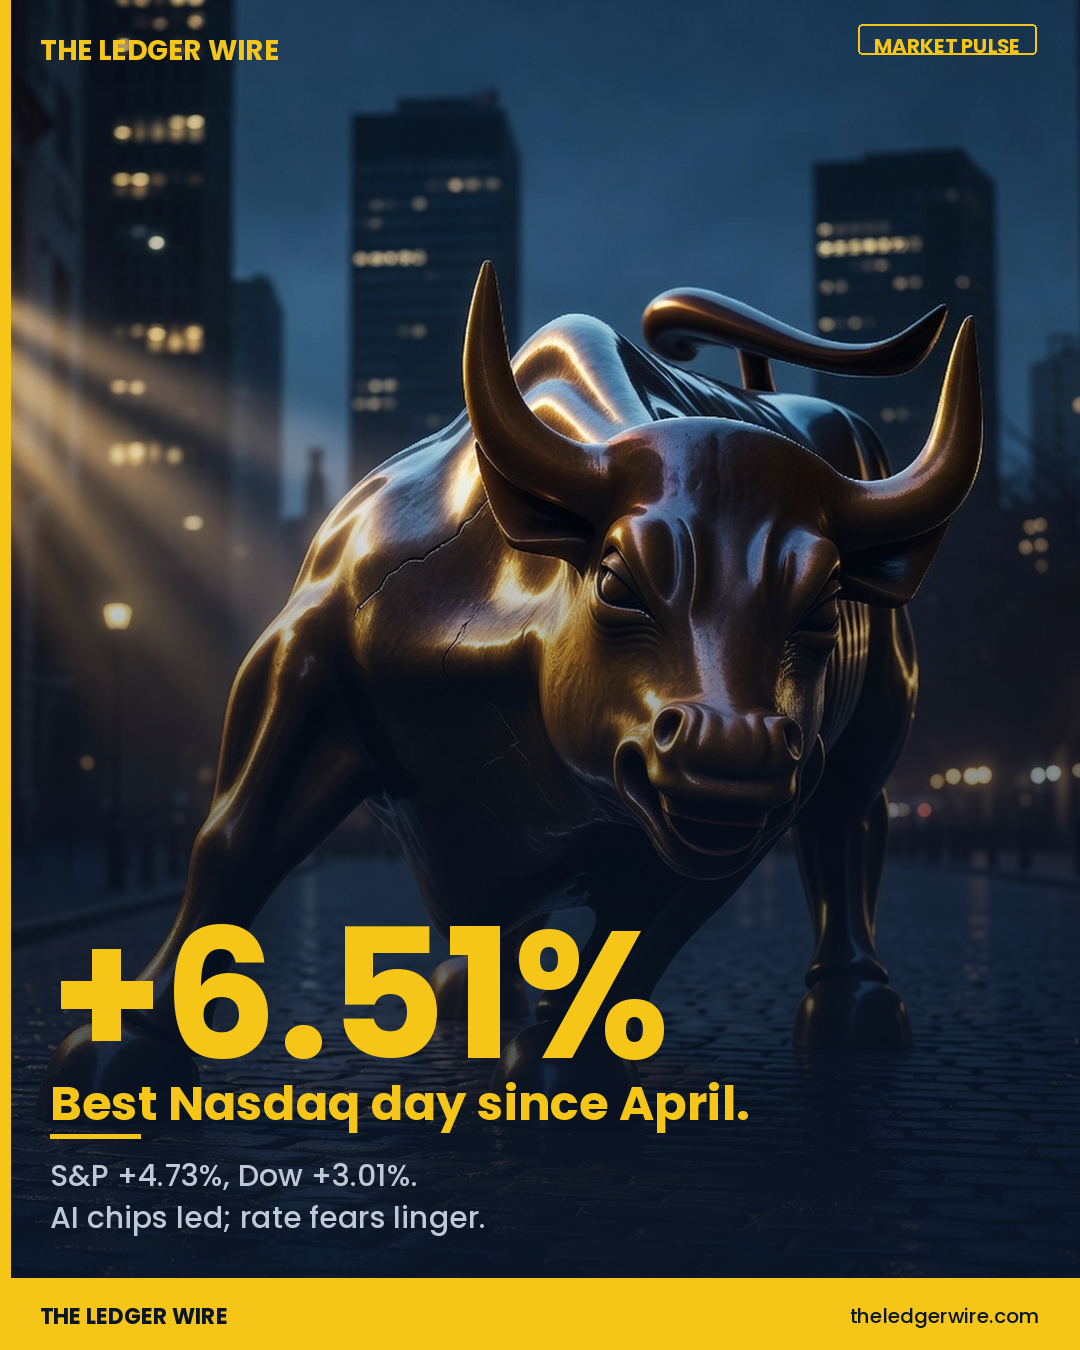 THE LEDGER WIRE
MARKET PULSE
+6.51%
Best Nasdaq day since April.
S&P +4.73%, Dow +3.01%.
AI chips led; rate fears linger.
THE LEDGER WIRE
theledgerwire.com